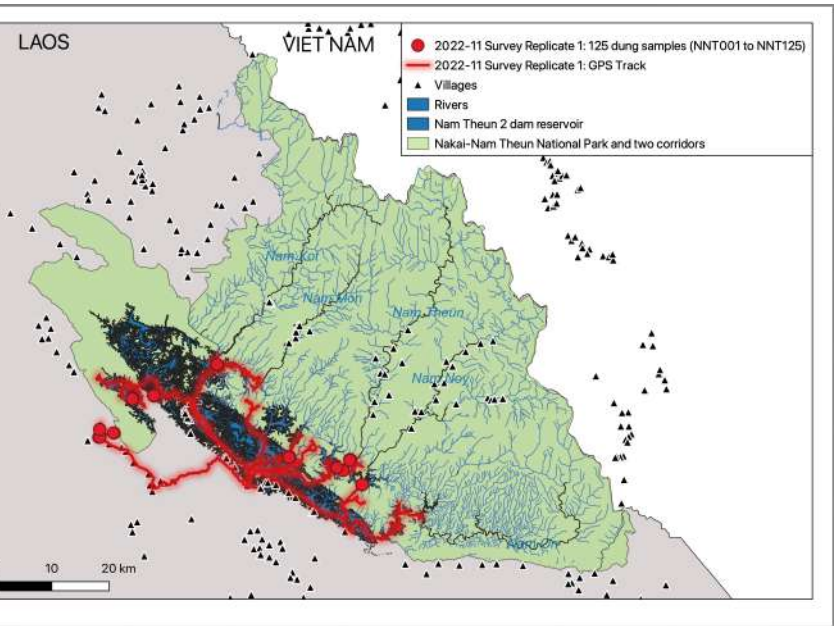 LAOS
VIET NAM
2022-11 Survey Replicate 1: 125 dung samples (NNT001 to NNT125)
2022-11 Survey Replicate 1: GPS Track
Villages
Rivers
Nam Theun 2 dam reservoir
Nakai-Nam Theun National Park and two corridors
Nam Xot
Nam Mon
Nam Theun
Nam Noy
10 20 km